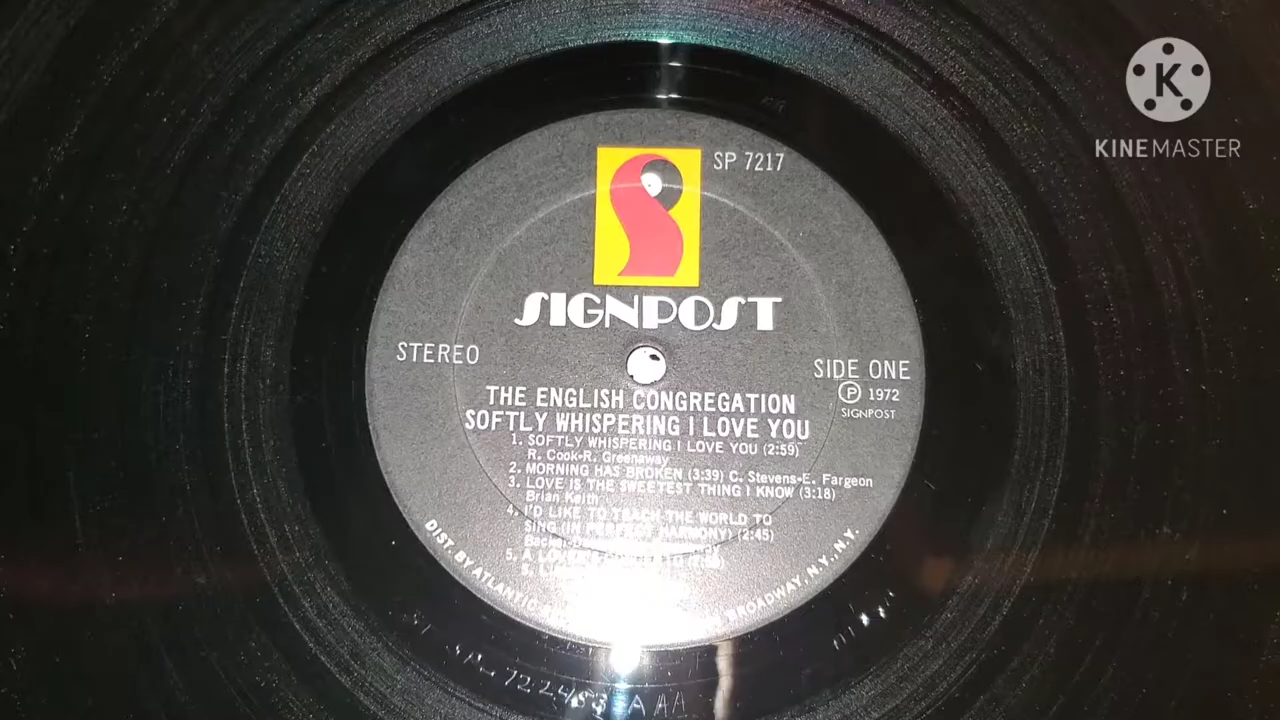 K
KINEMASTER
SP 7217
SIGNPOST
STEREO
SIDE ONE
Ⓟ 1972
SIGNPOST
THE ENGLISH CONGREGATION
SOFTLY WHISPERING I LOVE YOU
1. SOFTLY WHISPERING I LOVE YOU (2:59)
R. Cook-R. Greenaway
2. MORNING HAS BROKEN (3:39) C. Stevens-E. Fargeon
3. LOVE IS THE SWEETEST THING I KNOW (3:18)
Brian Keith
4. I'D LIKE TO TEACH THE WORLD TO
SING (IN PERFECT HARMONY) (2:45)
5. A
DIST. BY ATLANTIC BROADWAY, N.Y., N.Y.
AAA